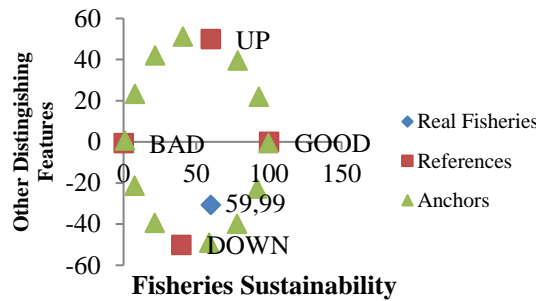 Other Distingishing
Features
60
40
20
0
-20
-40
-60
0
50
100
150
UP
BAD
GOOD
59,99
DOWN
Fisheries Sustainability
Real Fisheries
References
Anchors